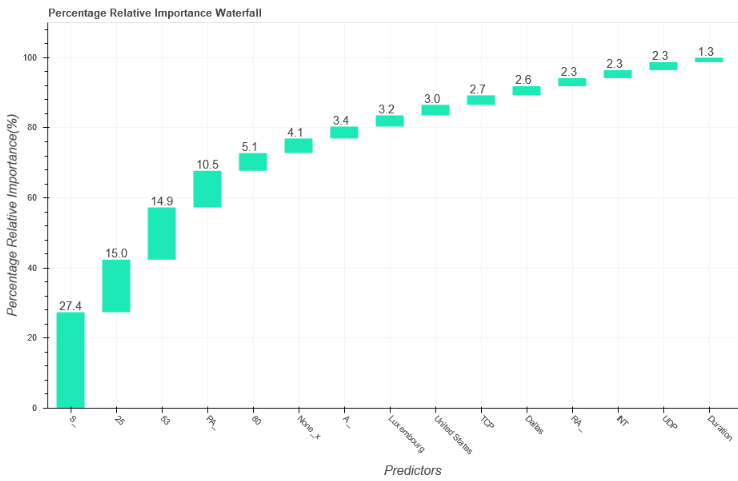 Percentage Relative Importance Waterfall
Percentage Relative Importance(%)
100
80
60
40
20
0
27.4
15.0
14.9
10.5
5.1
4.1
3.4
3.2
3.0
2.7
2.6
2.3
2.3
2.3
1.3
S_
25
53
PA_
80
None_x
A_
Luxembourg
United States
TCP
Dallas
RA_
INT
UDP
Duration
Predictors